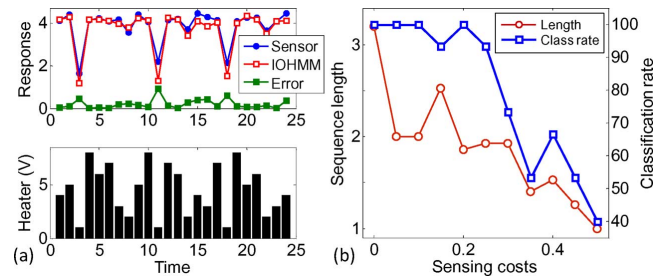 4
2
0
Response
Sensor
IOHMM
Error
0 5 10 15 20 25
5
0
Heater (V)
0 5 10 15 20 25
(a)
Time
3
2
1
Sequence length
Length
Class rate
100
90
80
70
60
50
40
Classification rate
0 0.2 0.4
(b)
Sensing costs